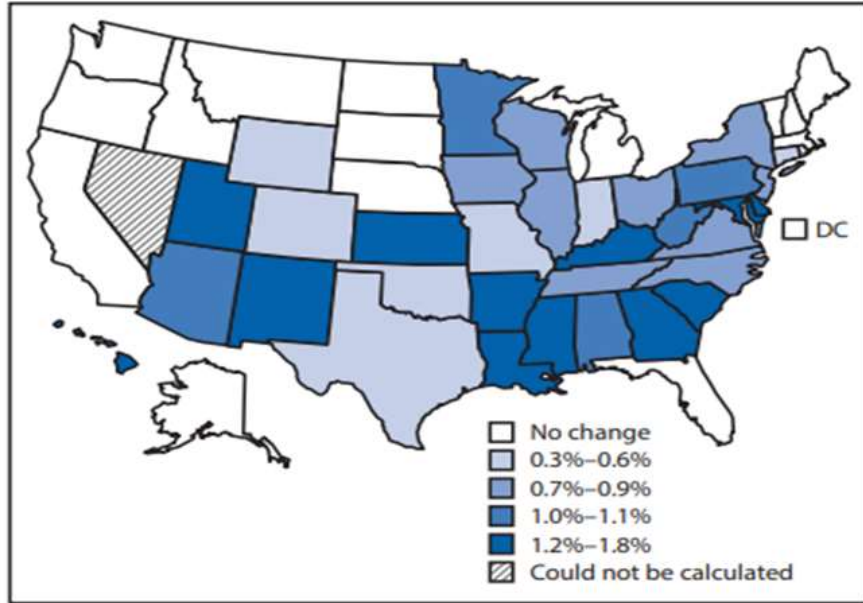 DC
No change
0.3%–0.6%
0.7%–0.9%
1.0%–1.1%
1.2%–1.8%
Could not be calculated